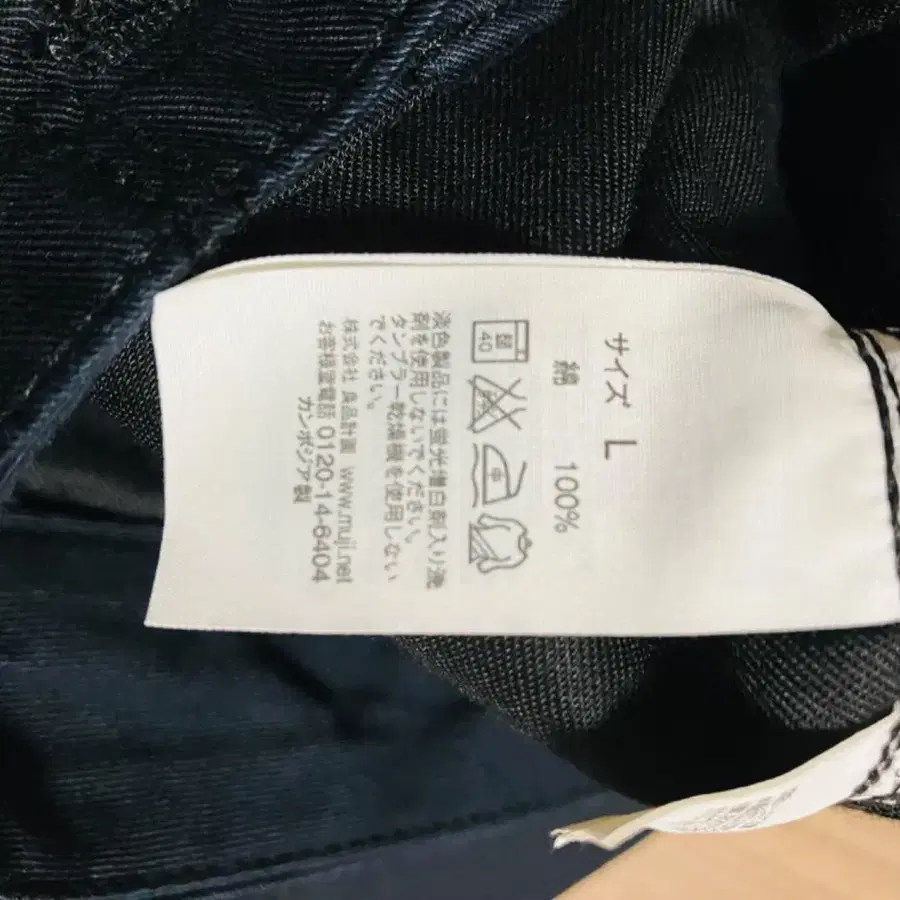 サイズ L
綿 100%
弱
40
中
淡色製品には蛍光増白剤入り洗
剤を使用しないでください。
タンブラー乾燥機を使用しない
でください。
株式会社 良品計画 www.muji.net
お客様室電話 0120-14-6404
カンボジア製